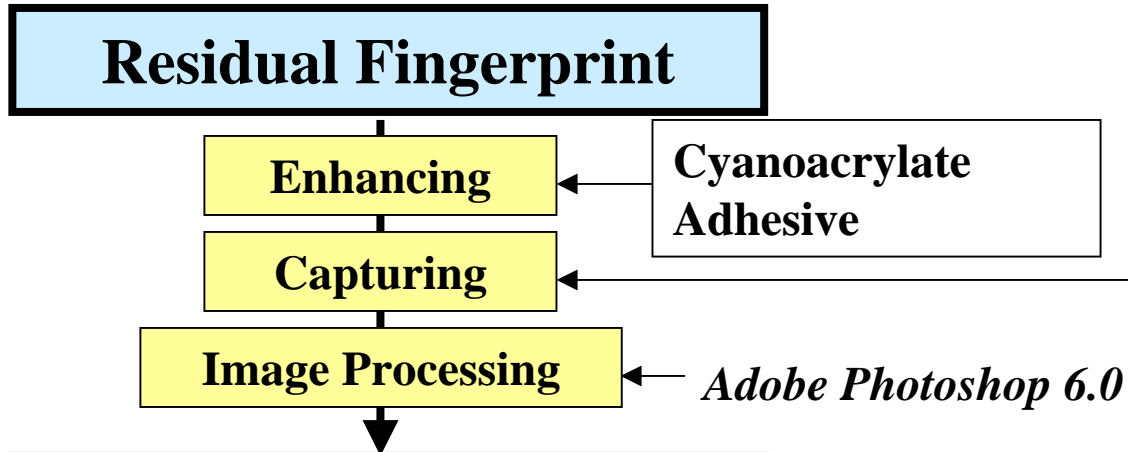 Residual Fingerprint
Enhancing
Cyanoacrylate
Adhesive
Capturing
Image Processing
Adobe Photoshop 6.0